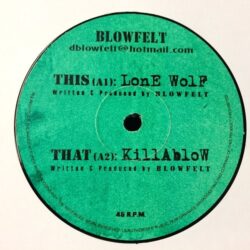 BLOWFELT
dblowfelt@hotmail.com
THIS (A1): LonE WolF
Written & Produced by NLOWFELT
THAT (A2): KillAbloW
Written & Produced by BLOWFELT
45 R.P.M.